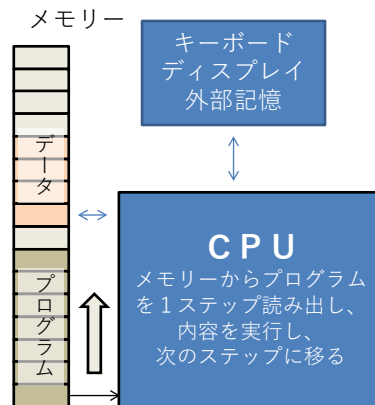 メモリー
キーボード
ディスプレイ
外部記憶
データ
プログラム
ＣＰＵ
メモリーからプログラム
を１ステップ読み出し、
内容を実行し、
次のステップに移る